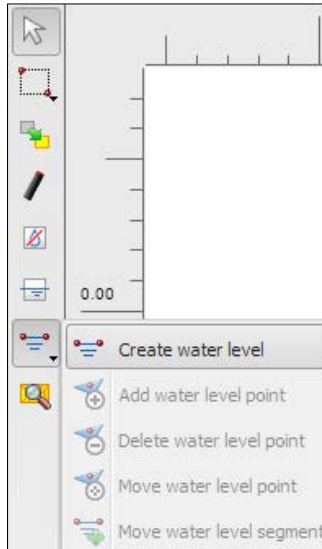 0.00
Create water level
Add water level point
Delete water level point
Move water level point
Move water level segment